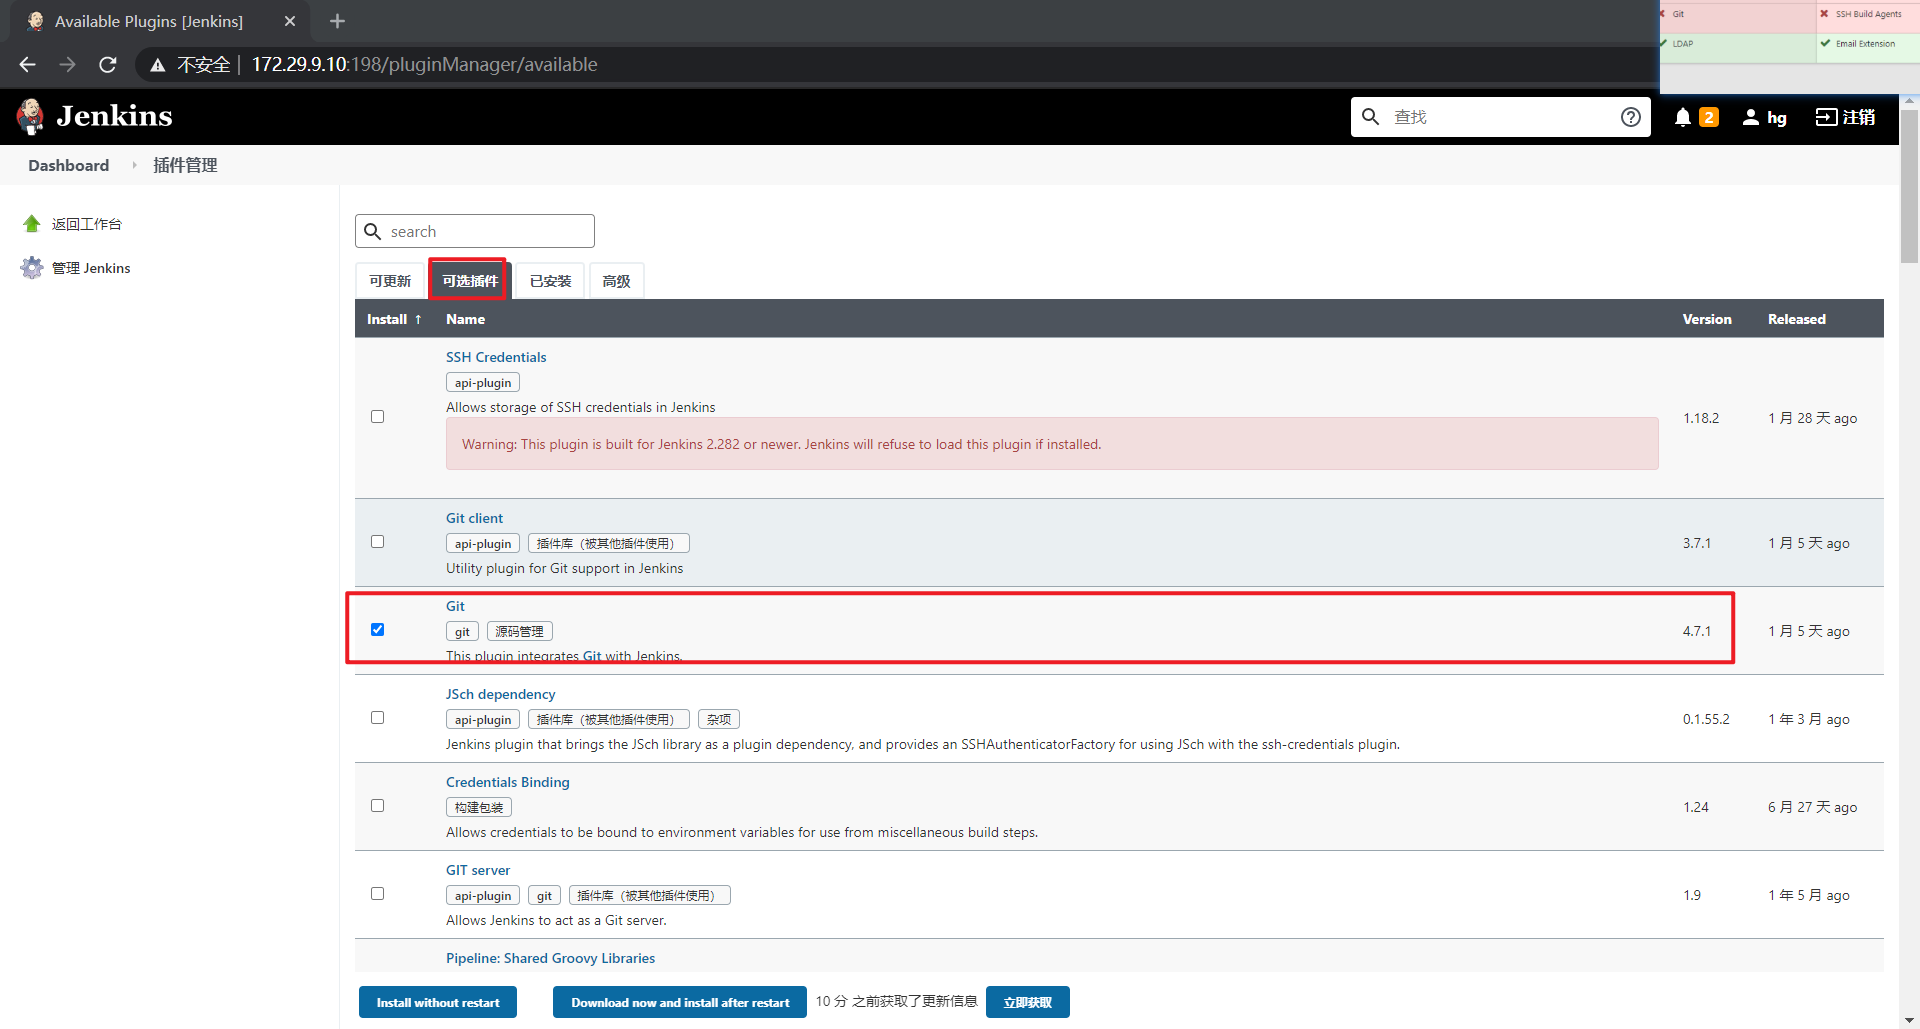 Available Plugins [Jenkins]
Git
SSH Build Agents
LDAP
Email Extension
不安全 | 172.29.9.10:198/pluginManager/available
Jenkins
查找
2
hg
注销
Dashboard
插件管理
返回工作台
管理 Jenkins
search
可更新
可选插件
已安装
高级
Install ↑ Name Version Released
SSH Credentials
api-plugin
Allows storage of SSH credentials in Jenkins
Warning: This plugin is built for Jenkins 2.282 or newer. Jenkins will refuse to load this plugin if installed.
1.18.2 1 月 28 天 ago
Git client
api-plugin 插件库（被其他插件使用）
Utility plugin for Git support in Jenkins
3.7.1 1 月 5 天 ago
Git
git 源码管理
This plugin integrates Git with Jenkins.
4.7.1 1 月 5 天 ago
JSch dependency
api-plugin 插件库（被其他插件使用） 杂项
Jenkins plugin that brings the JSch library as a plugin dependency, and provides an SSHAuthenticatorFactory for using JSch with the ssh-credentials plugin.
0.1.55.2 1 年 3 月 ago
Credentials Binding
构建包装
Allows credentials to be bound to environment variables for use from miscellaneous build steps.
1.24 6 月 27 天 ago
GIT server
api-plugin git 插件库（被其他插件使用）
Allows Jenkins to act as a Git server.
1.9 1 年 5 月 ago
Pipeline: Shared Groovy Libraries
Install without restart
Download now and install after restart
10 分 之前获取了更新信息
立即获取